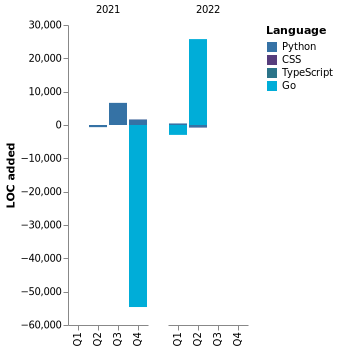 2021 2022
Language
Python
CSS
TypeScript
Go
LOC added
30,000
20,000
10,000
0
−10,000
−20,000
−30,000
−40,000
−50,000
−60,000
Q1 Q2 Q3 Q4 Q1 Q2 Q3 Q4